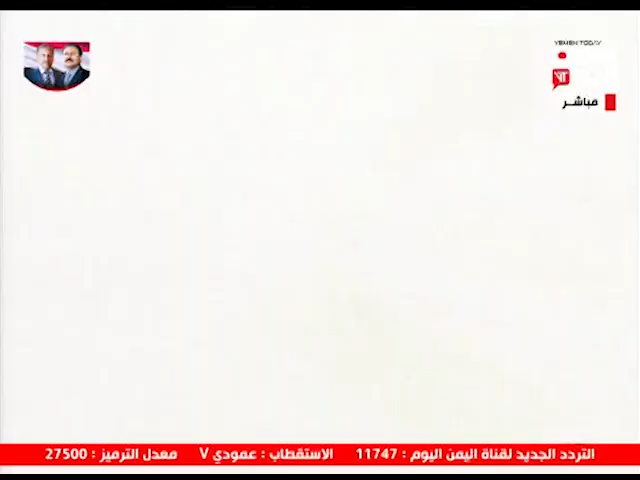 YEMEN TODAY
مباشر
التردد الجديد لقناة اليمن اليوم : 11747 الاستقطاب : عمودي V معدل الترميز : 27500